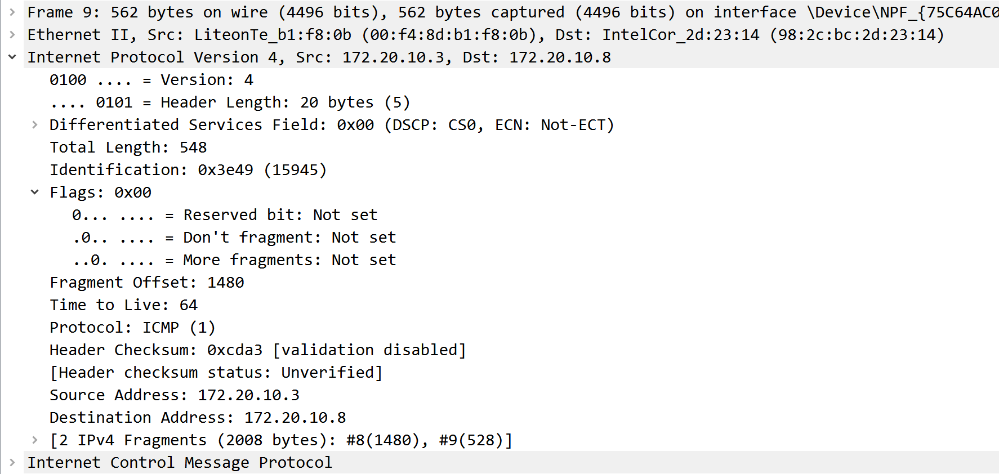 Frame 9: 562 bytes on wire (4496 bits), 562 bytes captured (4496 bits) on interface \Device\NPF_{75C64AC0
Ethernet II, Src: LiteonTe_b1:f8:0b (00:f4:8d:b1:f8:0b), Dst: IntelCor_2d:23:14 (98:2c:bc:2d:23:14)
Internet Protocol Version 4, Src: 172.20.10.3, Dst: 172.20.10.8
0100 .... = Version: 4
.... 0101 = Header Length: 20 bytes (5)
Differentiated Services Field: 0x00 (DSCP: CS0, ECN: Not-ECT)
Total Length: 548
Identification: 0x3e49 (15945)
Flags: 0x00
0... .... = Reserved bit: Not set
.0.. .... = Don't fragment: Not set
..0. .... = More fragments: Not set
Fragment Offset: 1480
Time to Live: 64
Protocol: ICMP (1)
Header Checksum: 0xcda3 [validation disabled]
[Header checksum status: Unverified]
Source Address: 172.20.10.3
Destination Address: 172.20.10.8
[2 IPv4 Fragments (2008 bytes): #8(1480), #9(528)]
Internet Control Message Protocol